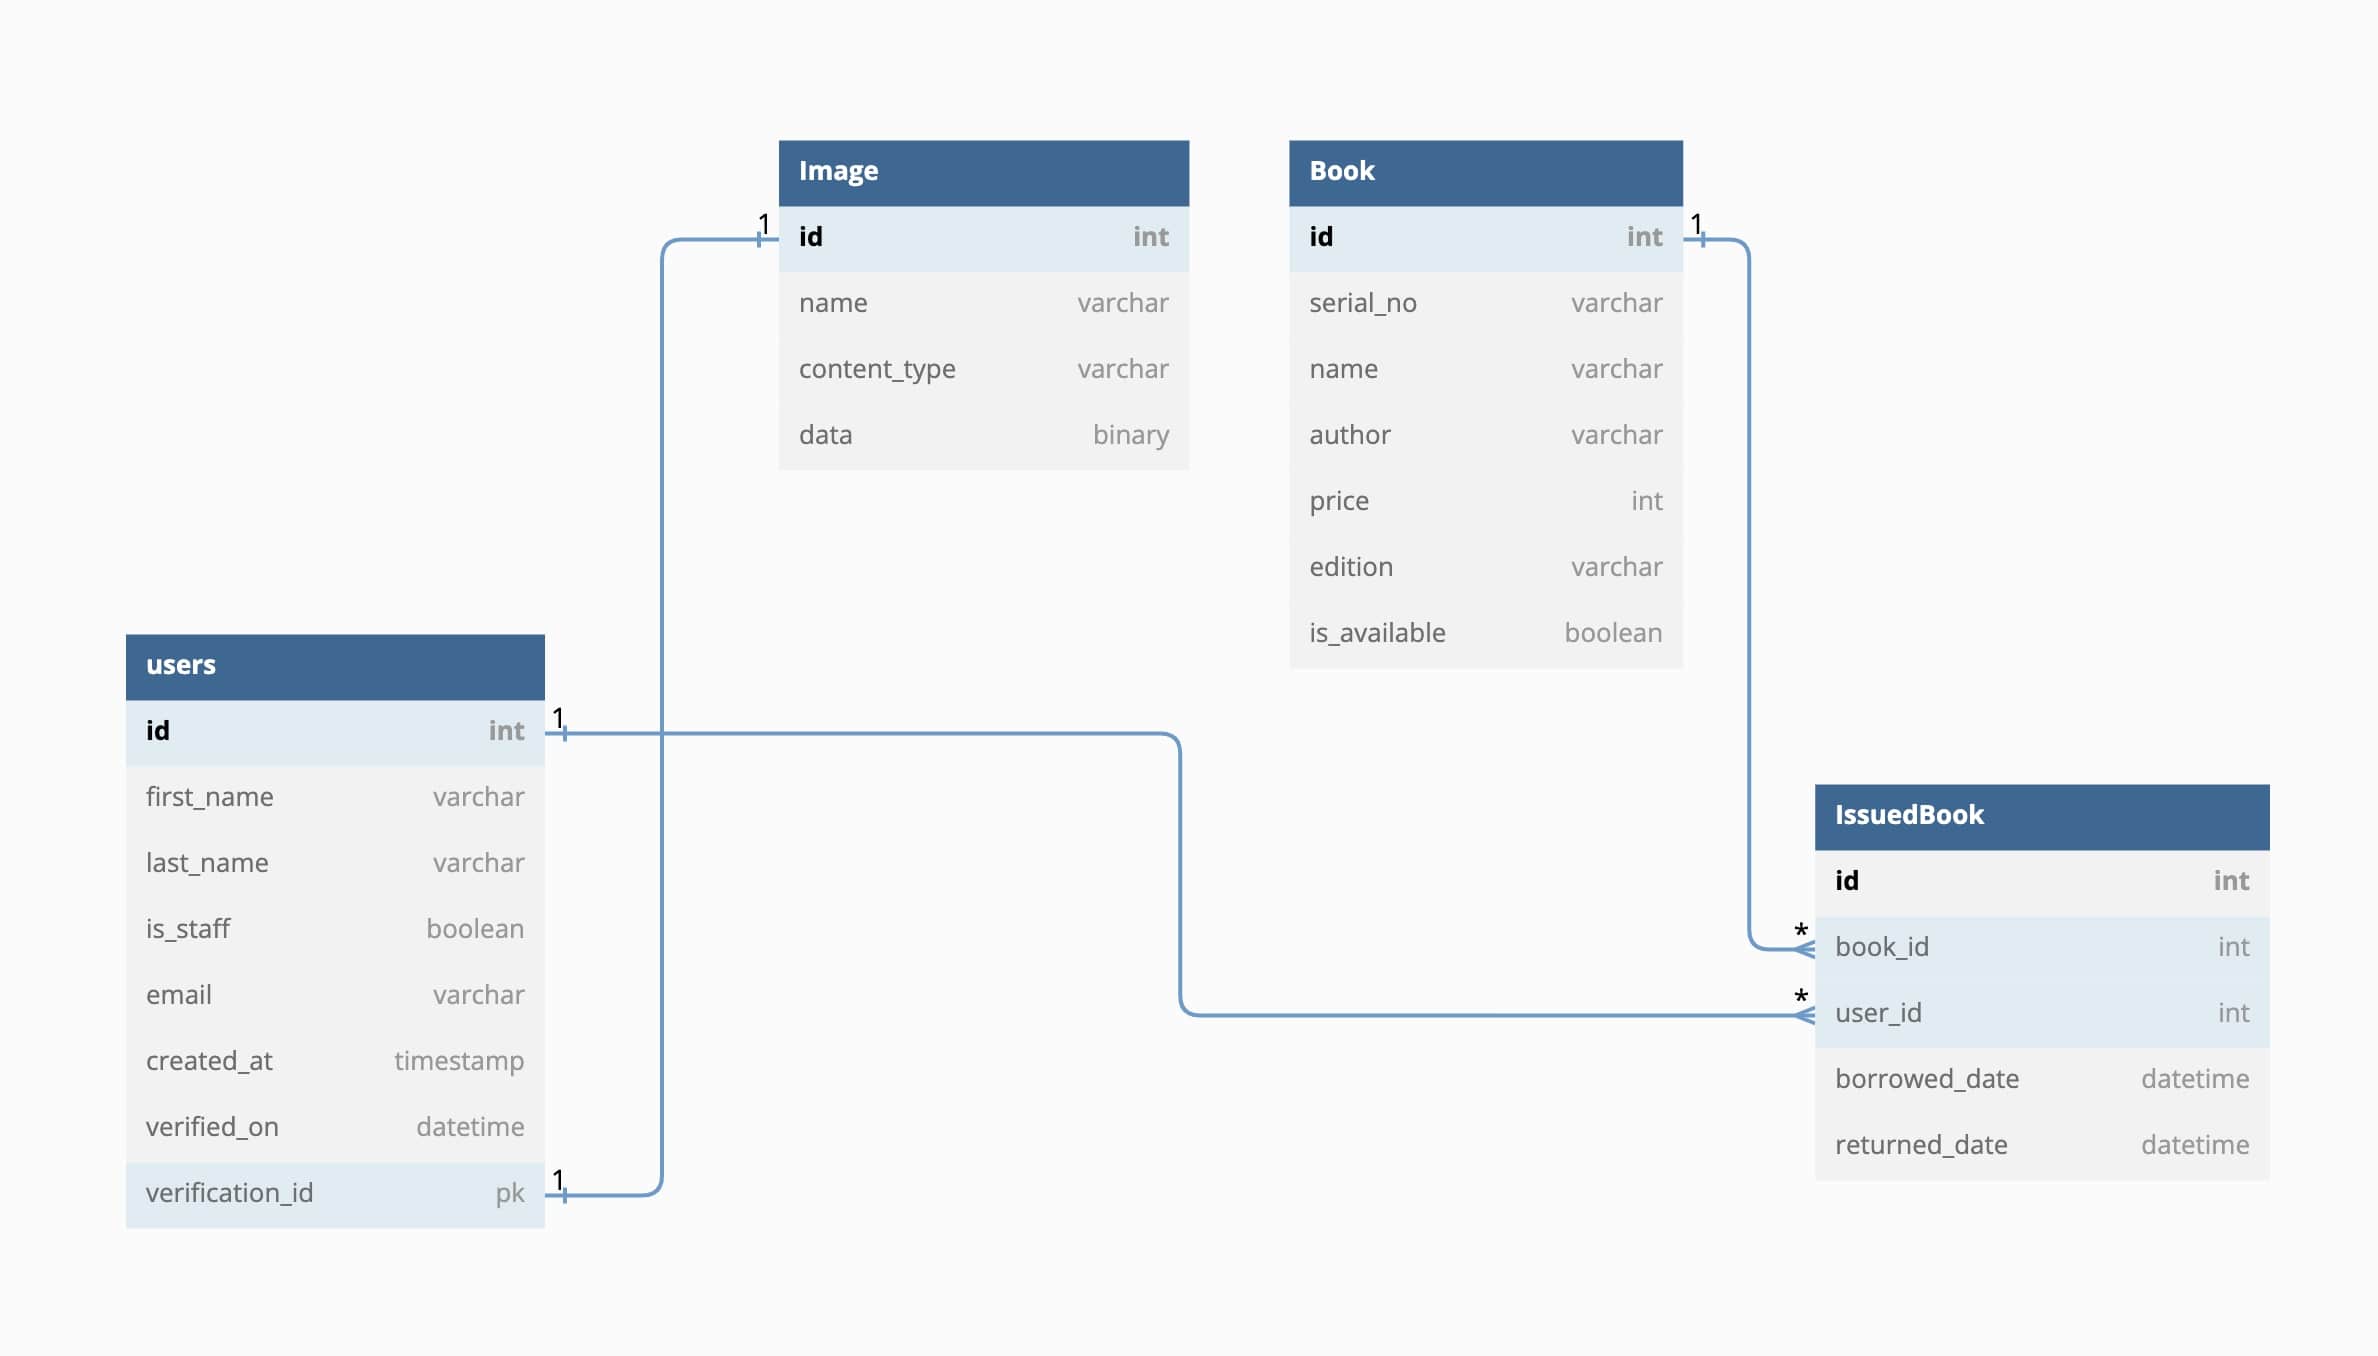 Image
1
id int
name varchar
content_type varchar
data binary
Book
id int
1
serial_no varchar
name varchar
author varchar
price int
edition varchar
is_available boolean
users
id int
1
first_name varchar
last_name varchar
is_staff boolean
email varchar
created_at timestamp
verified_on datetime
verification_id pk
1
IssuedBook
id int
*
book_id int
*
user_id int
borrowed_date datetime
returned_date datetime